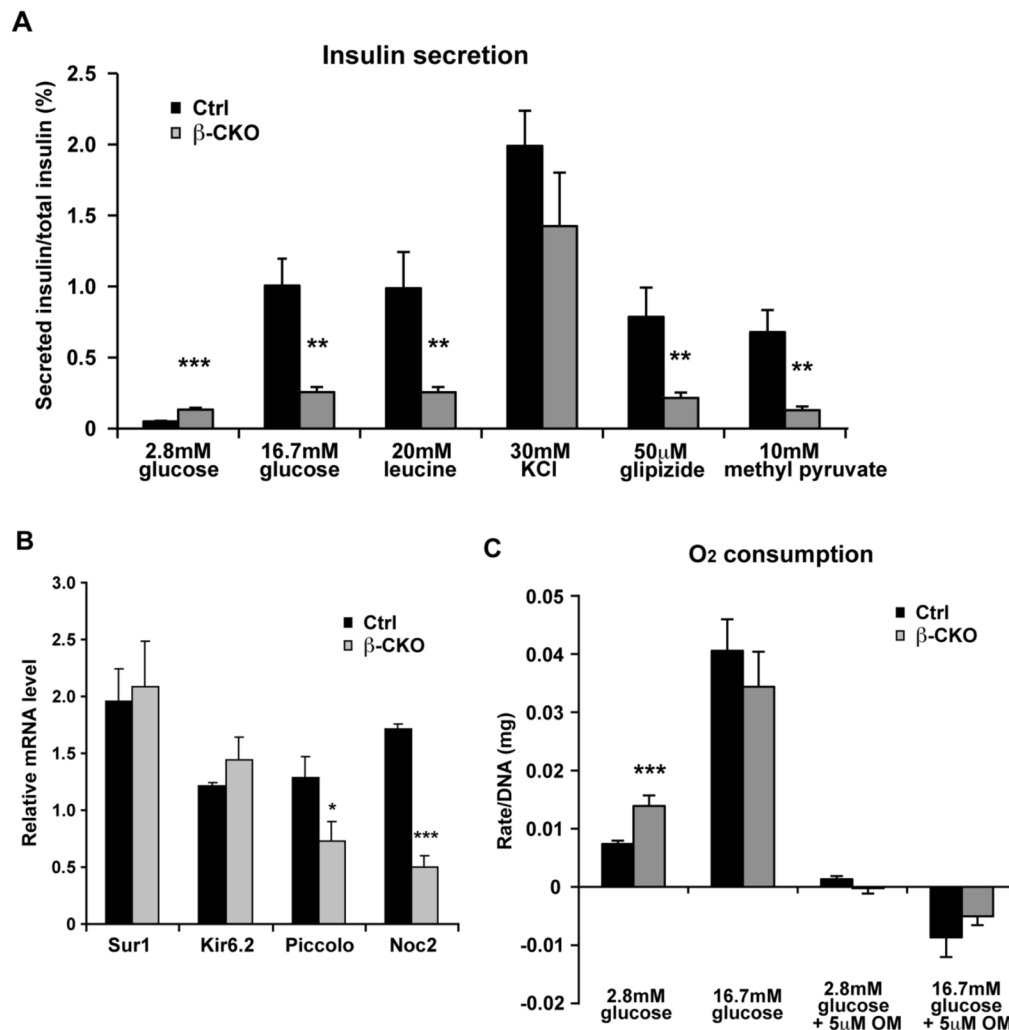 A
Insulin secretion
Secreted insulin/total insulin (%)
2.5
2.0
1.5
1.0
0.5
0
Ctrl
β-CKO
***
**
**
**
**
2.8mM
glucose
16.7mM
glucose
20mM
leucine
30mM
KCl
50μM
glipizide
10mM
methyl pyruvate
B
Relative mRNA level
3.0
2.5
2.0
1.5
1.0
0.5
0
Ctrl
β-CKO
*
***
Sur1
Kir6.2
Piccolo
Noc2
C
O₂ consumption
Rate/DNA (mg)
0.05
0.04
0.03
0.02
0.01
0
-0.01
-0.02
Ctrl
β-CKO
***
2.8mM
glucose
16.7mM
glucose
2.8mM
glucose
+ 5μM OM
16.7mM
glucose
+ 5μM OM